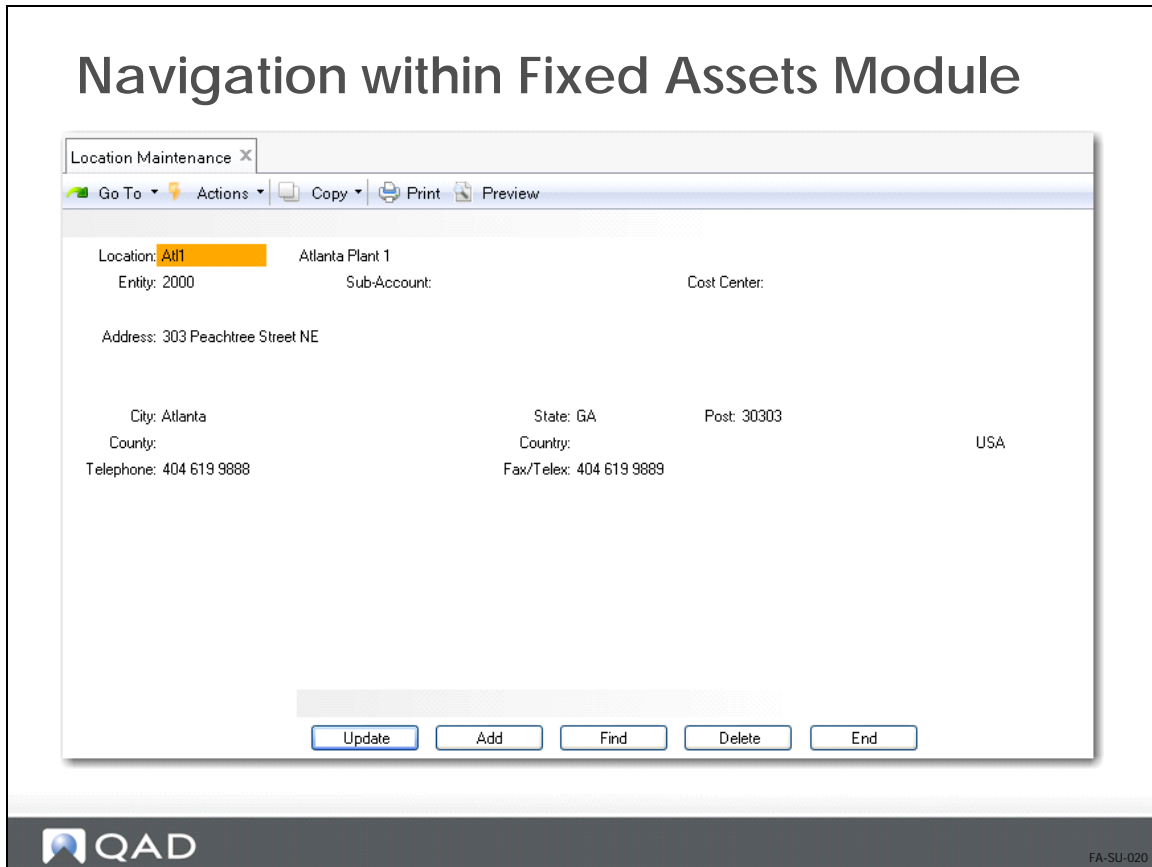 Navigation within Fixed Assets Module
Location Maintenance
Go To Actions Copy Print Preview
Location: Atl1 Atlanta Plant 1
Entity: 2000 Sub-Account: Cost Center:
Address: 303 Peachtree Street NE
City: Atlanta State: GA Post: 30303
County: Country: USA
Telephone: 404 619 9888 Fax/Telex: 404 619 9889
Update Add Find Delete End
QAD
FA-SU-020